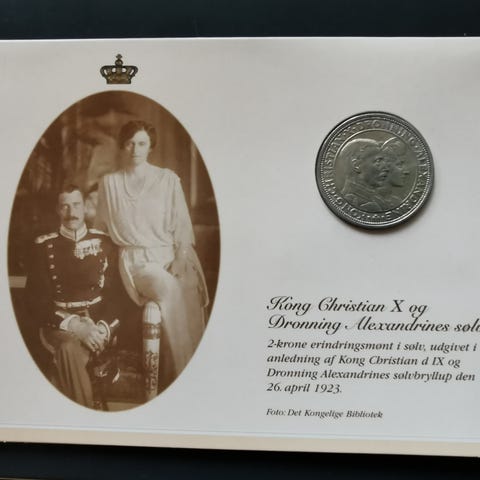 Kong Christian X og
Dronning Alexandrines sølv
2-krone erindringsmønt i sølv, udgivet i
anledning af Kong Christian d IX og
Dronning Alexandrines sølvbryllup den
26. april 1923.
Foto: Det Kongelige Bibliotek